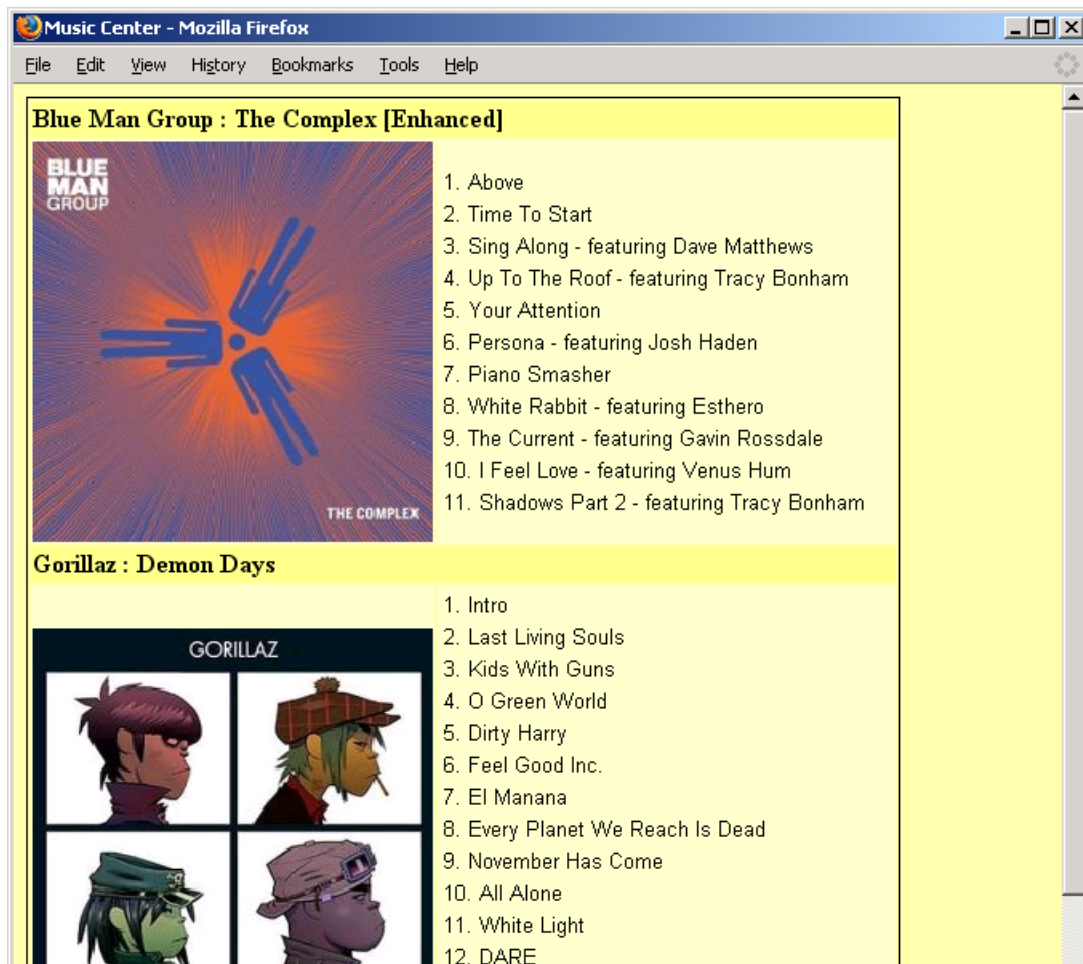 Music Center - Mozilla Firefox
File Edit View History Bookmarks Tools Help
Blue Man Group : The Complex [Enhanced]
BLUE
MAN
GROUP
THE COMPLEX
1. Above
2. Time To Start
3. Sing Along - featuring Dave Matthews
4. Up To The Roof - featuring Tracy Bonham
5. Your Attention
6. Persona - featuring Josh Haden
7. Piano Smasher
8. White Rabbit - featuring Esthero
9. The Current - featuring Gavin Rossdale
10. I Feel Love - featuring Venus Hum
11. Shadows Part 2 - featuring Tracy Bonham
Gorillaz : Demon Days
GORILLAZ
1. Intro
2. Last Living Souls
3. Kids With Guns
4. O Green World
5. Dirty Harry
6. Feel Good Inc.
7. El Manana
8. Every Planet We Reach Is Dead
9. November Has Come
10. All Alone
11. White Light
12. DARE